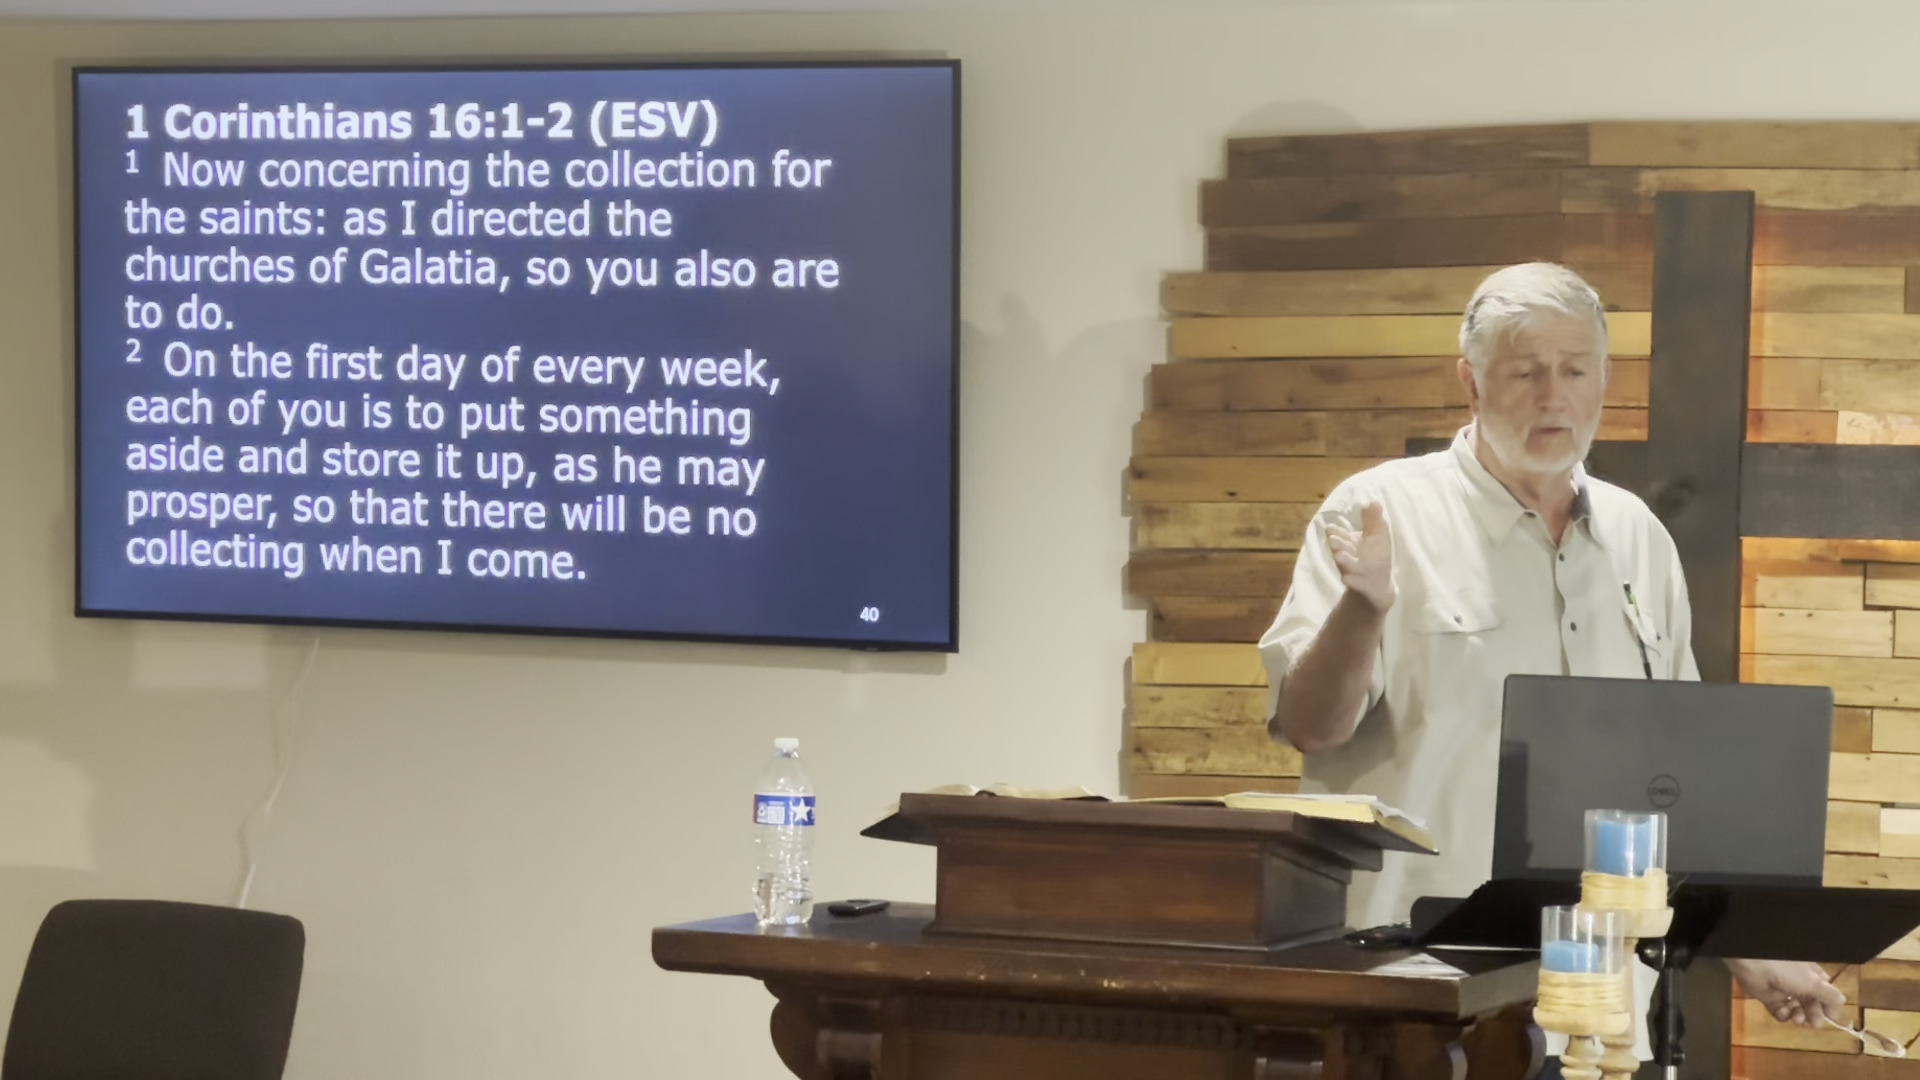 1 Corinthians 16:1-2 (ESV)
1 Now concerning the collection for
the saints: as I directed the
churches of Galatia, so you also are
to do.
2 On the first day of every week,
each of you is to put something
aside and store it up, as he may
prosper, so that there will be no
collecting when I come.
40
DELL